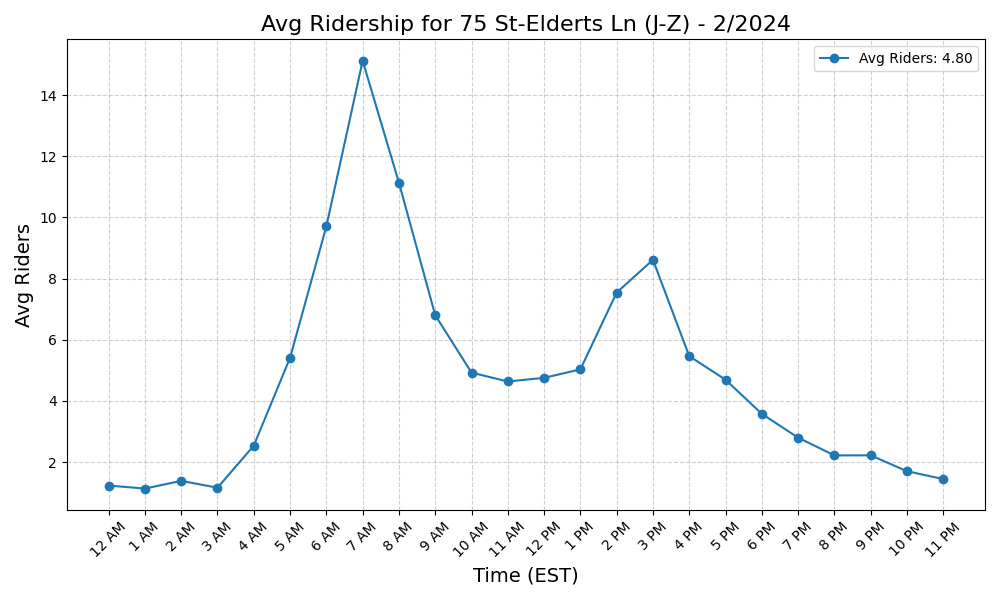 Avg Ridership for 75 St-Elderts Ln (J-Z) - 2/2024
Avg Riders: 4.80
Avg Riders
14
12
10
8
6
4
2
12 AM
1 AM
2 AM
3 AM
4 AM
5 AM
6 AM
7 AM
8 AM
9 AM
10 AM
11 AM
12 PM
1 PM
2 PM
3 PM
4 PM
5 PM
6 PM
7 PM
8 PM
9 PM
10 PM
11 PM
Time (EST)